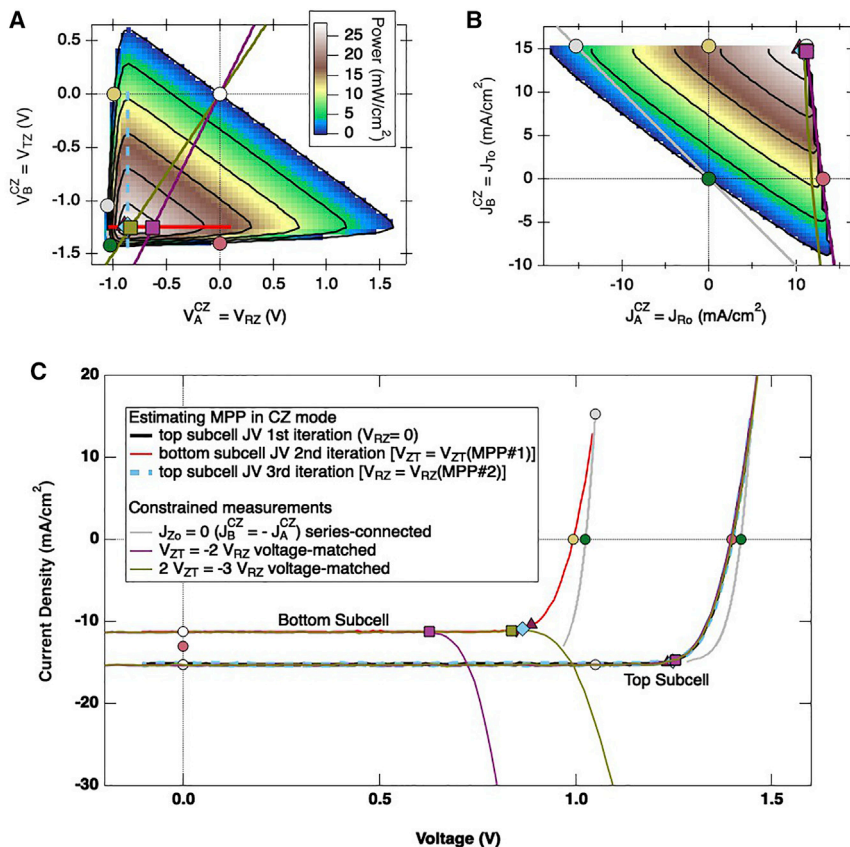 A
0.5
0.0
-0.5
-1.0
-1.5
V_B^CZ = V_TZ (V)
-1.0 -0.5 0.0 0.5 1.0 1.5
V_A^CZ = V_RZ (V)
25
20
15
10
5
0
Power (mW/cm²)
B
15
10
5
0
-5
-10
J_B^CZ = J_To (mA/cm²)
-10 0 10
J_A^CZ = J_Ro (mA/cm²)
C
20
10
0
-10
-20
-30
Current Density (mA/cm²)
Estimating MPP in CZ mode
top subcell JV 1st iteration (V_RZ= 0)
bottom subcell JV 2nd iteration [V_ZT = V_ZT(MPP#1)]
top subcell JV 3rd iteration [V_RZ = V_RZ(MPP#2)]
Constrained measurements
J_Zo = 0 (J_B^CZ = - J_A^CZ) series-connected
V_ZT = -2 V_RZ voltage-matched
2 V_ZT = -3 V_RZ voltage-matched
Bottom Subcell
Top Subcell
0.0 0.5 1.0 1.5
Voltage (V)